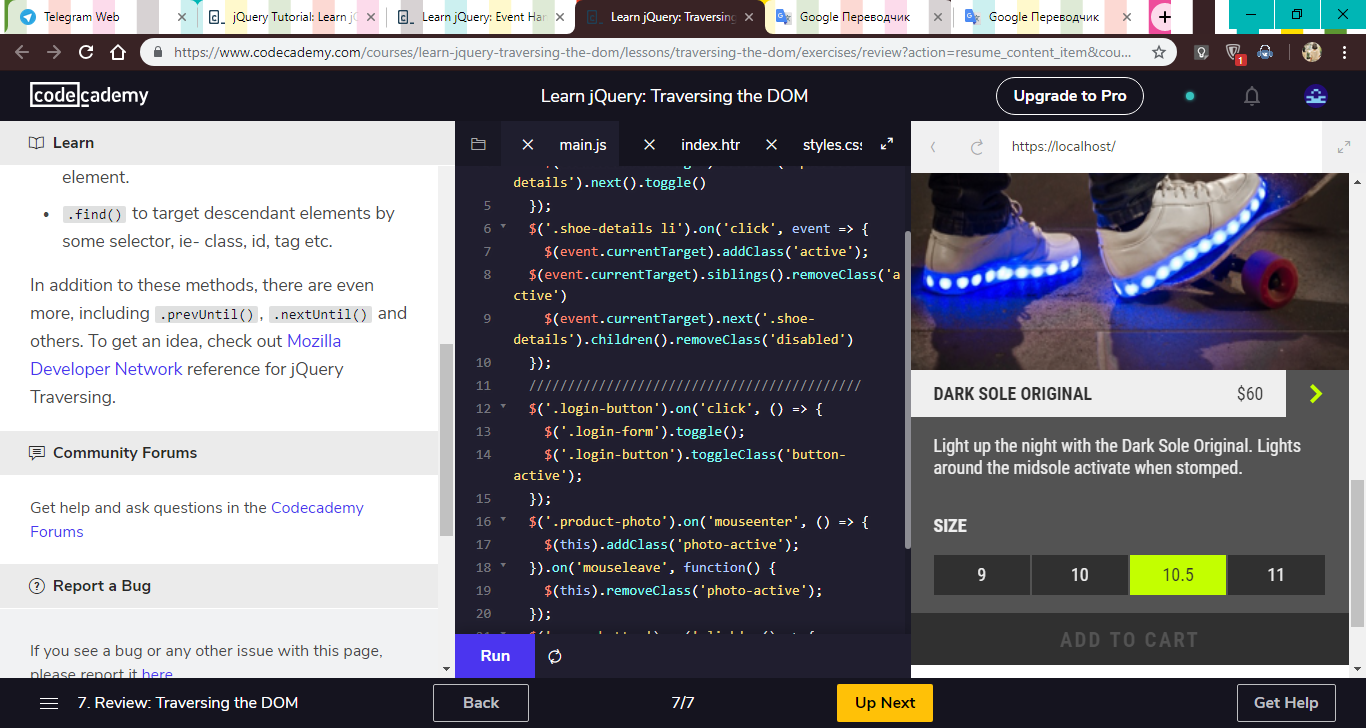 Telegram Web
jQuery Tutorial: Learn j
Learn jQuery: Event Han
Learn jQuery: Traversing
Google Переводчик
Google Переводчик
https://www.codecademy.com/courses/learn-jquery-traversing-the-dom/lessons/traversing-the-dom/exercises/review?action=resume_content_item&cou...
1
codecademy
Learn jQuery: Traversing the DOM
Upgrade to Pro
Learn
element.
.find() to target descendant elements by
some selector, ie- class, id, tag etc.
In addition to these methods, there are even
more, including .prevUntil(), .nextUntil() and
others. To get an idea, check out Mozilla
Developer Network reference for jQuery
Traversing.
Community Forums
Get help and ask questions in the Codecademy
Forums
Report a Bug
If you see a bug or any other issue with this page,
please report it here
main.js
index.htr
styles.css
details').next().toggle()
5 });
6 $('.shoe-details li').on('click', event => {
7 $(event.currentTarget).addClass('active');
8 $(event.currentTarget).siblings().removeClass('a
ctive')
9 $(event.currentTarget).next('.shoe-
details').children().removeClass('disabled')
10 });
11 ///////////////////////////////////////////
12 $('.login-button').on('click', () => {
13 $('.login-form').toggle();
14 $('.login-button').toggleClass('button-
active');
15 });
16 $('.product-photo').on('mouseenter', () => {
17 $(this).addClass('photo-active');
18 }).on('mouseleave', function() {
19 $(this).removeClass('photo-active');
20 });
Run
https://localhost/
DARK SOLE ORIGINAL
$60
Light up the night with the Dark Sole Original. Lights
around the midsole activate when stomped.
SIZE
9
10
10.5
11
ADD TO CART
7. Review: Traversing the DOM
Back
7/7
Up Next
Get Help